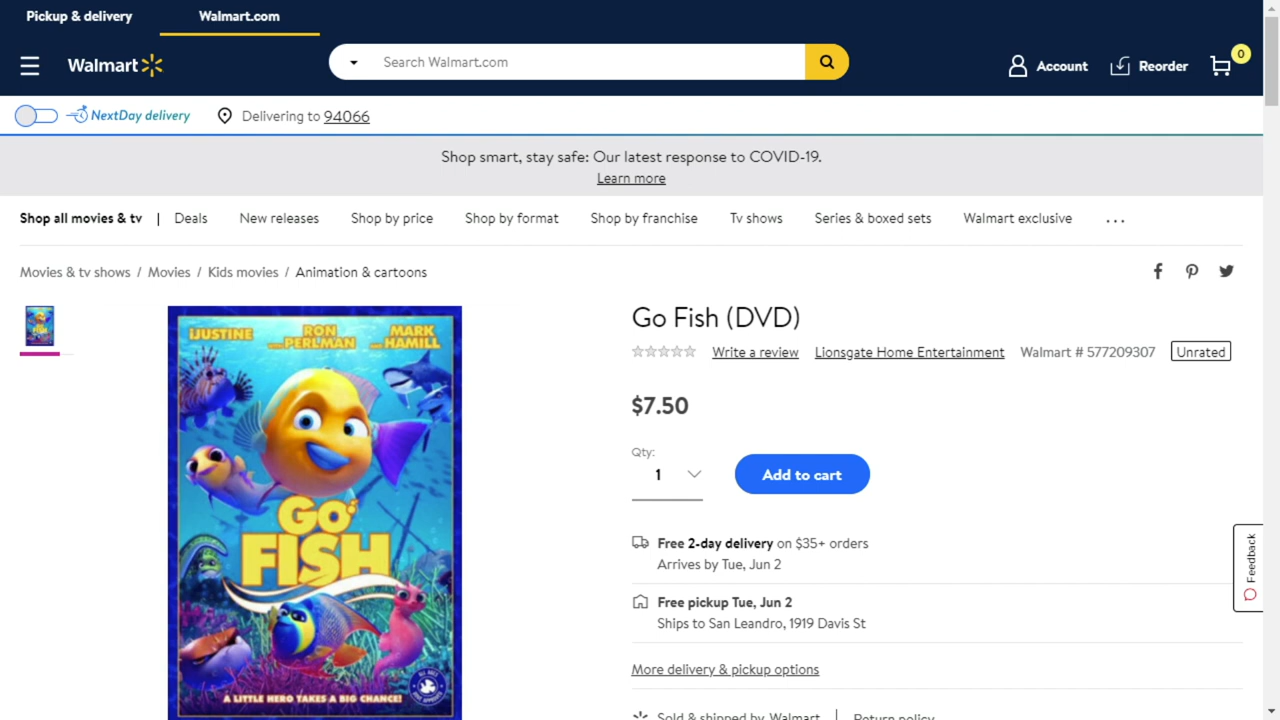 Pickup & delivery
Walmart.com
Walmart
Search Walmart.com
Account
Reorder
0
NextDay delivery
Delivering to 94066
Shop smart, stay safe: Our latest response to COVID-19.
Learn more
Shop all movies & tv | Deals New releases Shop by price Shop by format Shop by franchise Tv shows Series & boxed sets Walmart exclusive ...
Movies & tv shows / Movies / Kids movies / Animation & cartoons
iJUSTINE
RON PERLMAN
MARK HAMILL
GO FISH
A LITTLE HERO TAKES A BIG CHANCE!
Go Fish (DVD)
Write a review Lionsgate Home Entertainment Walmart # 577209307 Unrated
$7.50
Qty:
1
Add to cart
Free 2-day delivery on $35+ orders
Arrives by Tue, Jun 2
Free pickup Tue, Jun 2
Ships to San Leandro, 1919 Davis St
More delivery & pickup options
Sold & shipped by Walmart | Return policy
Feedback